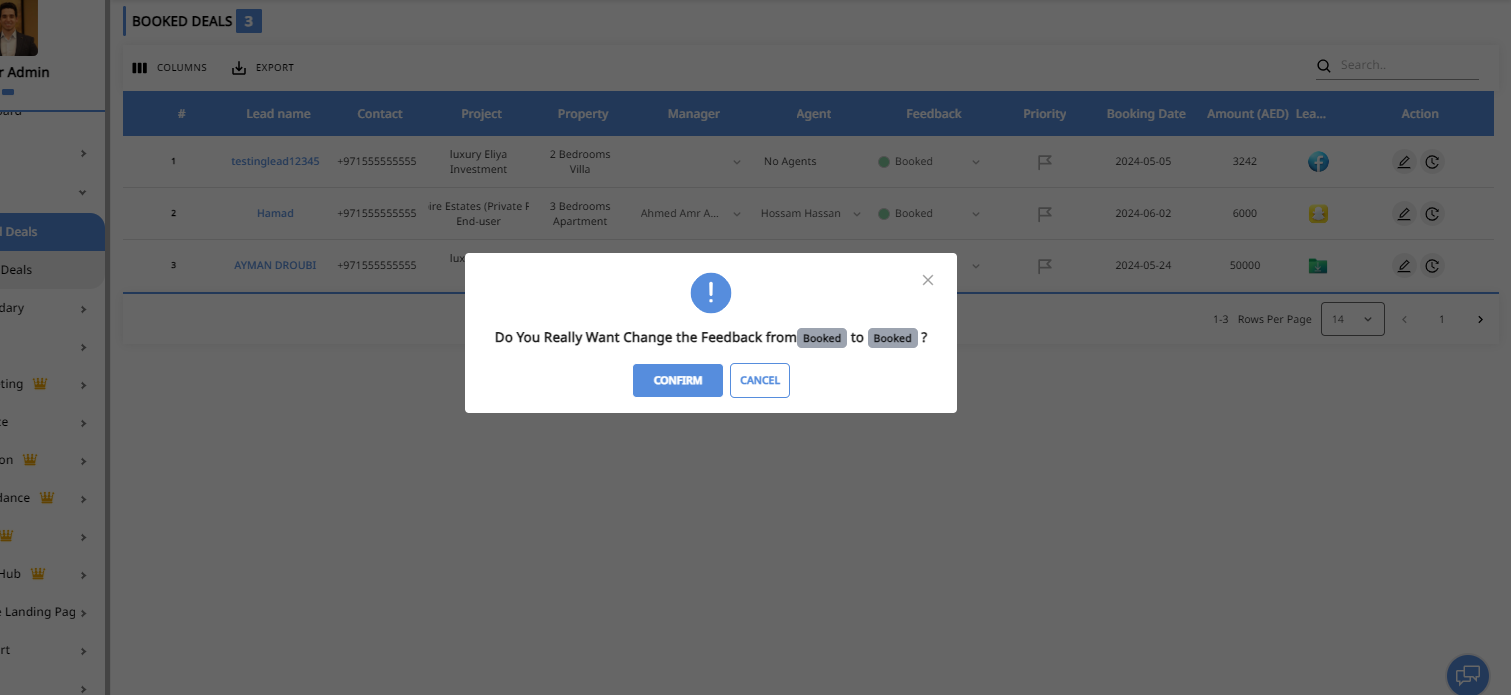 BOOKED DEALS 3
r Admin
COLUMNS EXPORT
Search..
# Lead name Contact Project Property Manager Agent Feedback Priority Booking Date Amount (AED) Lea... Action
1 testinglead12345 +971555555555 luxury Eliya Investment 2 Bedrooms Villa No Agents Booked 2024-05-05 3242
2 Hamad +971555555555 ire Estates (Private F End-user 3 Bedrooms Apartment Ahmed Amr A... Hossam Hassan Booked 2024-06-02 6000
3 AYMAN DROUBI +971555555555 lux 2024-05-24 50000
1-3 Rows Per Page 14 1
Do You Really Want Change the Feedback from Booked to Booked ?
CONFIRM CANCEL
l Deals
Deals
dary
ting
ce
on
dance
Hub
e Landing Pag
rt